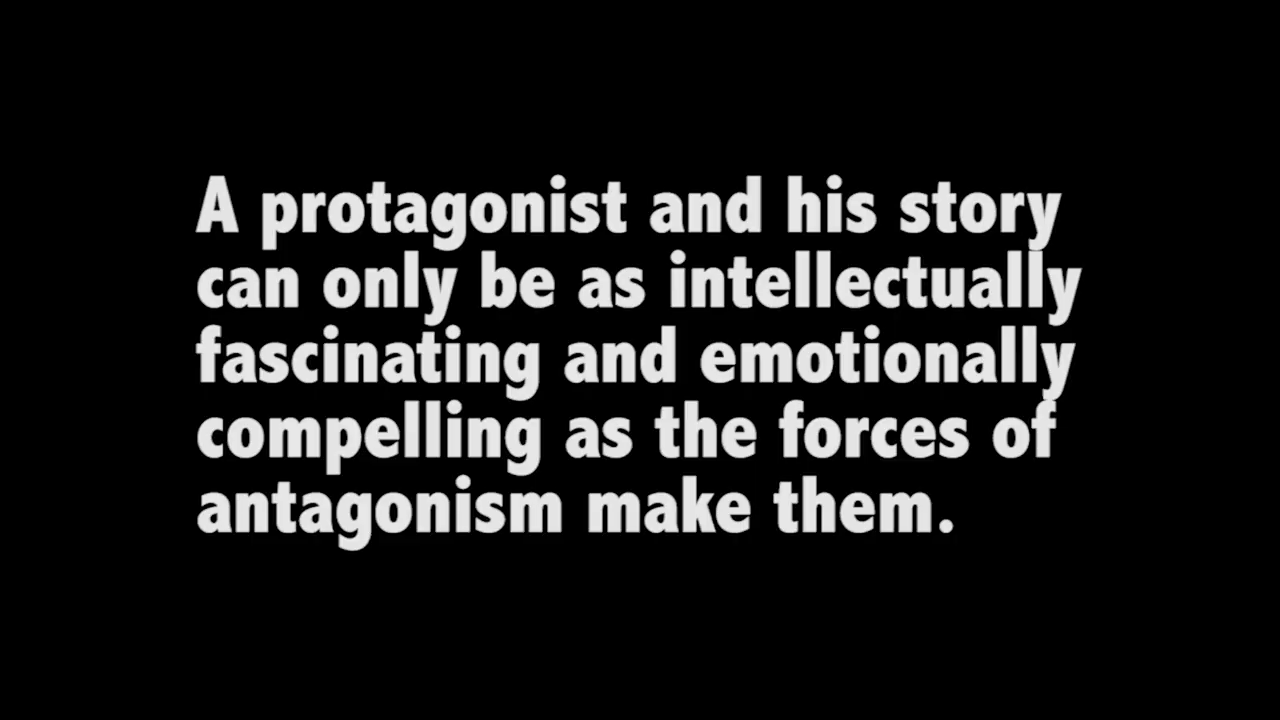 A protagonist and his story
can only be as intellectually
fascinating and emotionally
compelling as the forces of
antagonism make them.